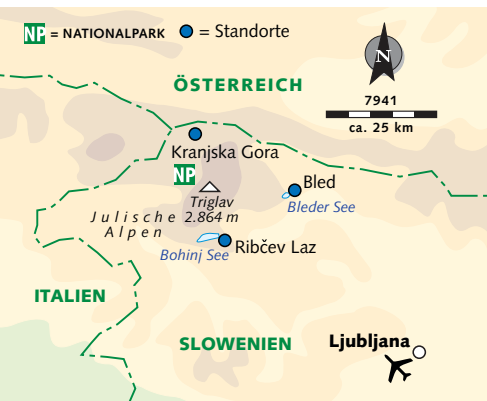 NP = NATIONALPARK = Standorte
N
ÖSTERREICH
7941
ca. 25 km
Kranjska Gora
NP
Bled
Triglav
Bleder See
Julische 2.864 m
Alpen
Ribčev Laz
Bohinj See
ITALIEN
SLOWENIEN
Ljubljana